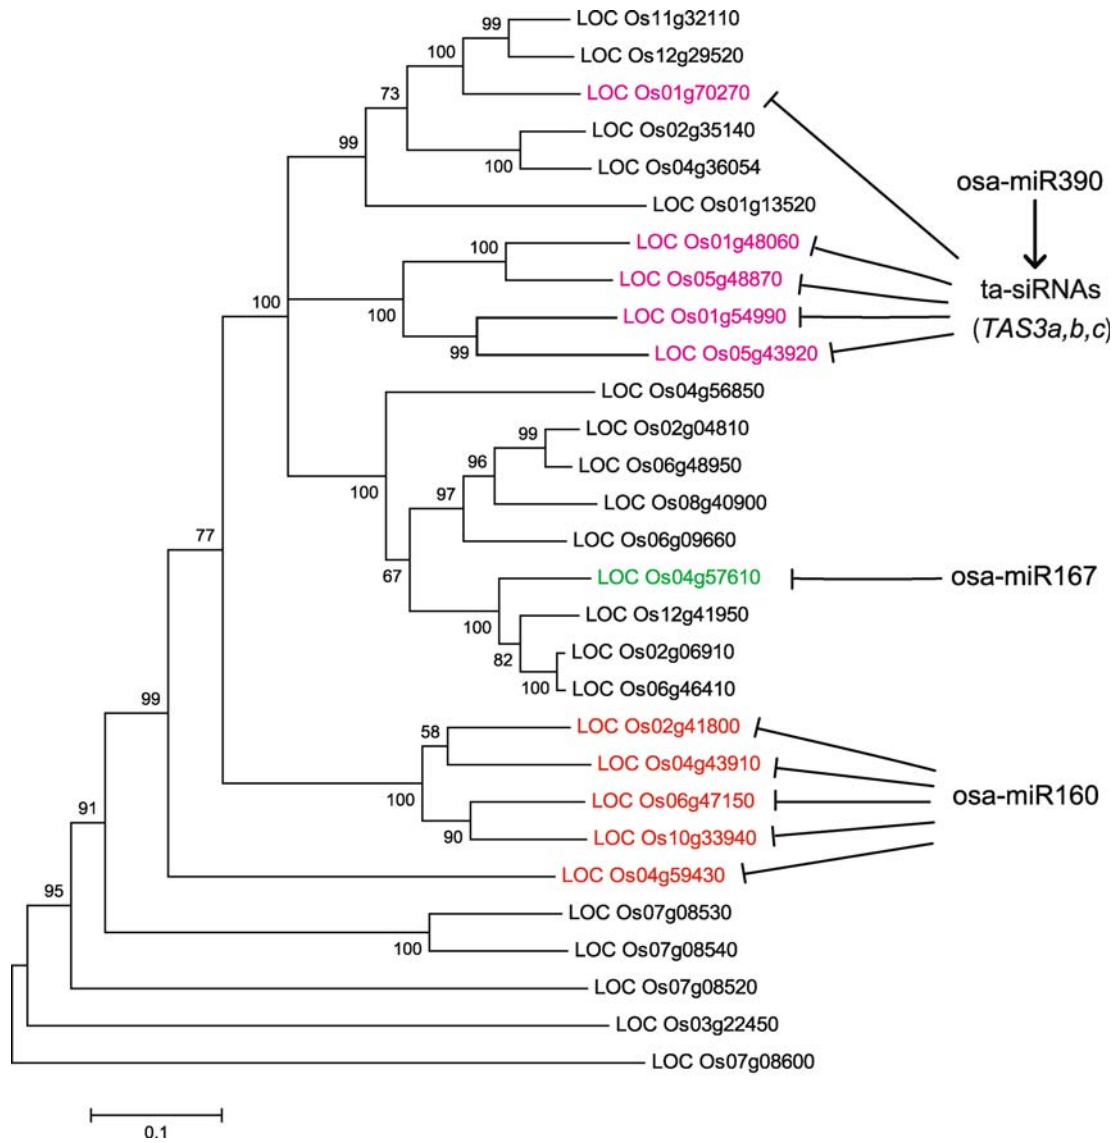 LOC Os11g32110
99
LOC Os12g29520
100
LOC Os01g70270
73
LOC Os02g35140
99
100
LOC Os04g36054
osa-miR390
LOC Os01g13520
LOC Os01g48060
100
LOC Os05g48870
ta-siRNAs
100
100
LOC Os01g54990
(TAS3a,b,c)
99
LOC Os05g43920
LOC Os04g56850
LOC Os02g04810
99
96
LOC Os06g48950
100
97
LOC Os08g40900
77
LOC Os06g09660
67
LOC Os04g57610
osa-miR167
100
LOC Os12g41950
82
LOC Os02g06910
100
LOC Os06g46410
99
58
LOC Os02g41800
LOC Os04g43910
100
osa-miR160
91
LOC Os06g47150
90
LOC Os10g33940
LOC Os04g59430
95
LOC Os07g08530
100
LOC Os07g08540
LOC Os07g08520
LOC Os03g22450
LOC Os07g08600
0.1